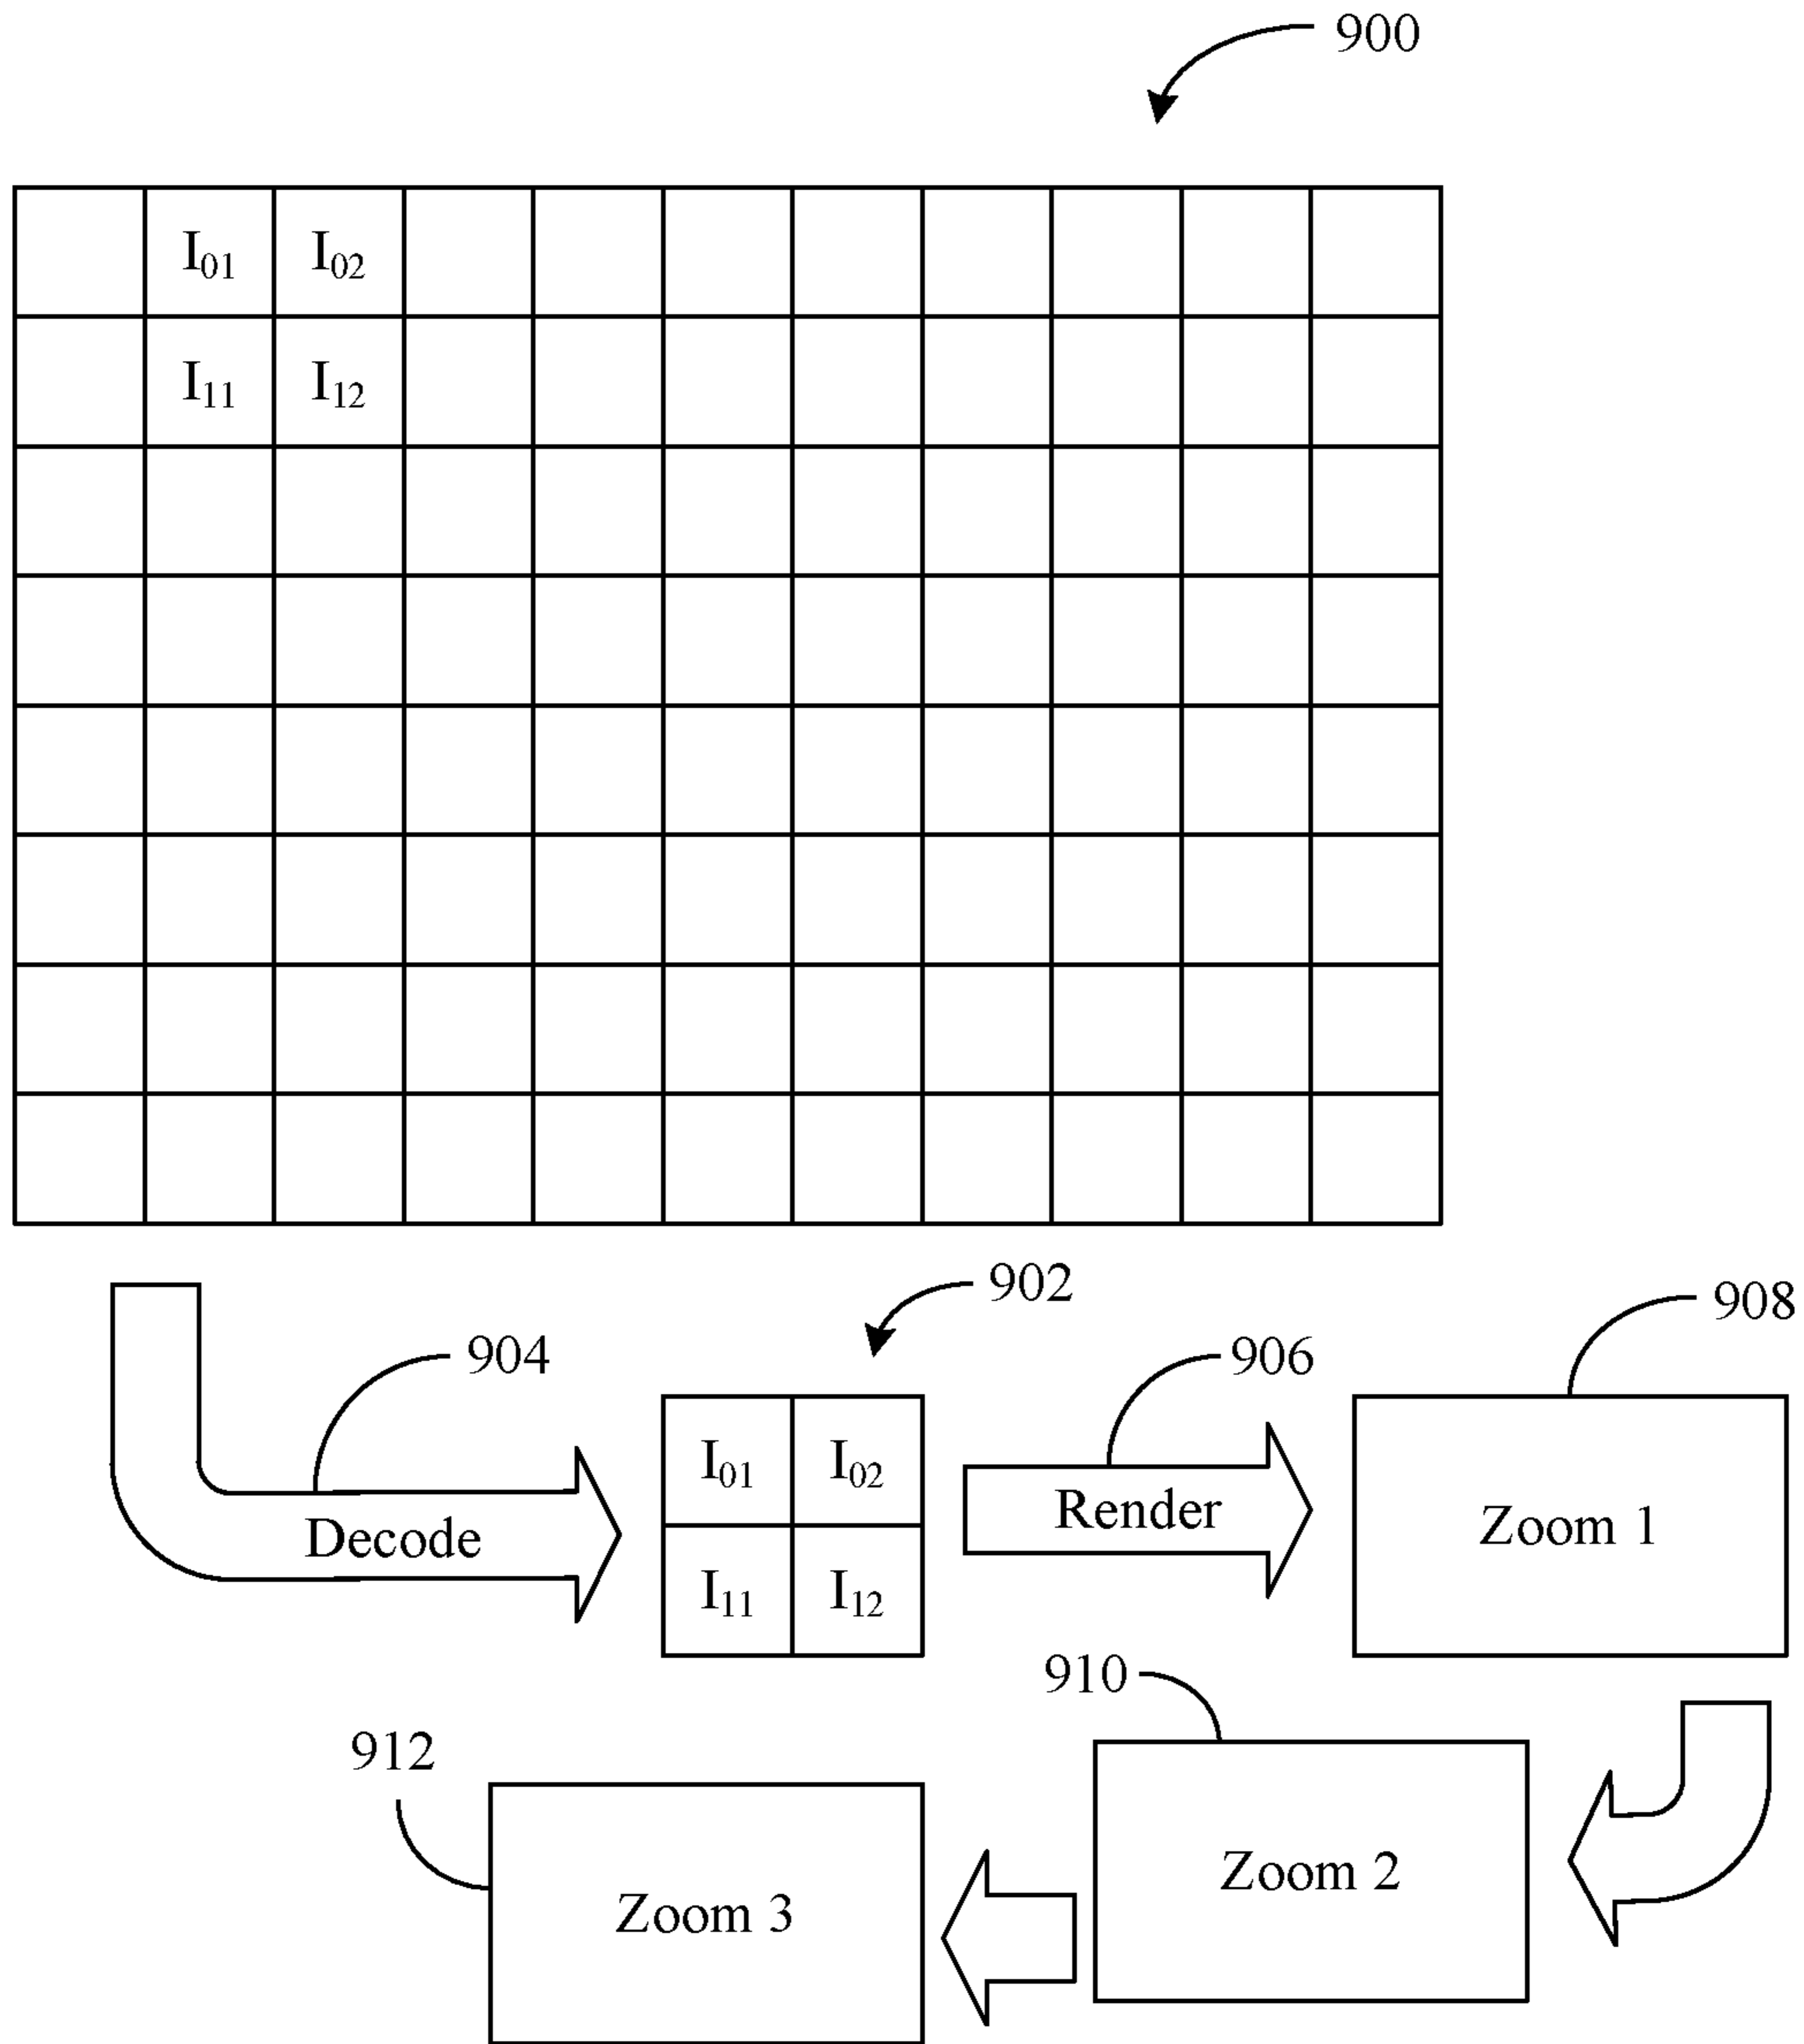 900
I₀₁ I₀₂
I₁₁ I₁₂
902
908
904
906
I₀₁ I₀₂
Render
Zoom 1
Decode
I₁₁ I₁₂
910
912
Zoom 2
Zoom 3